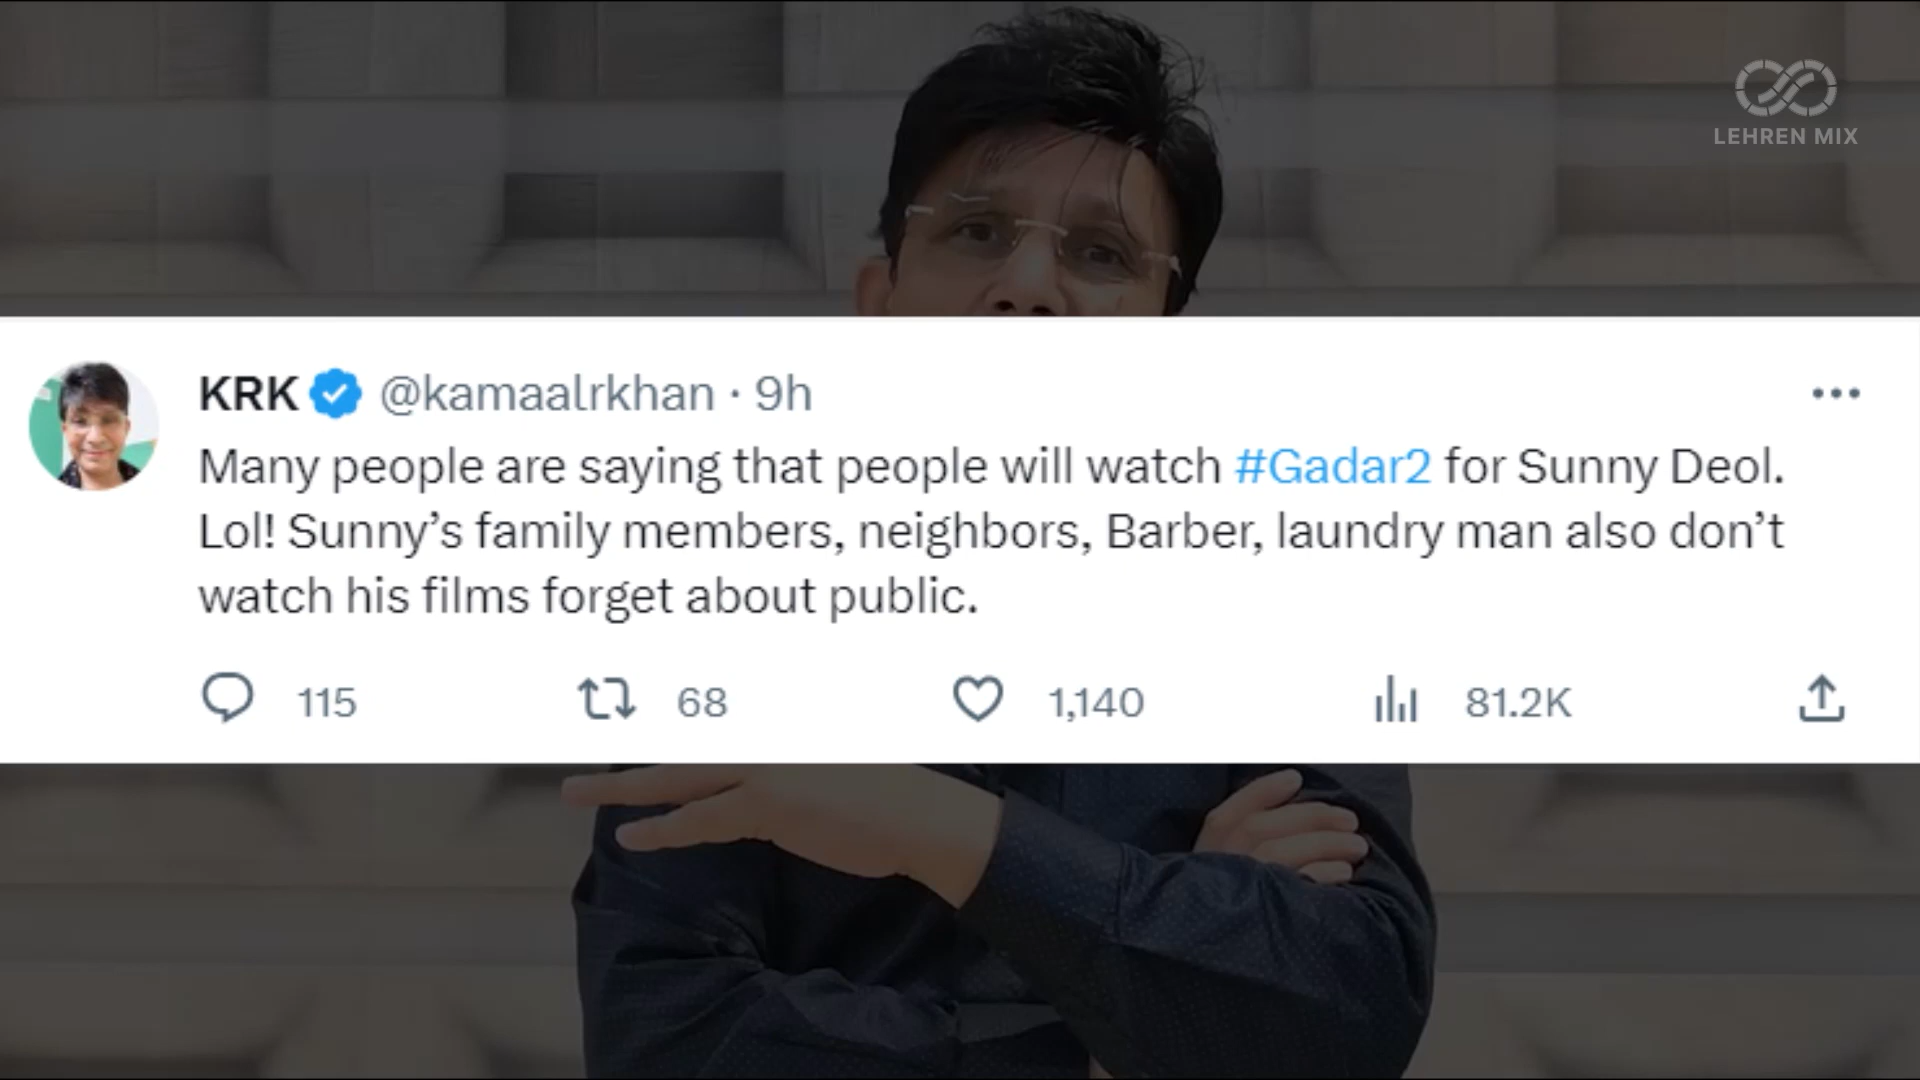 LEHREN MIX
KRK @kamaalrkhan · 9h
Many people are saying that people will watch #Gadar2 for Sunny Deol.
Lol! Sunny’s family members, neighbors, Barber, laundry man also don’t
watch his films forget about public.
115 68 1,140 81.2K